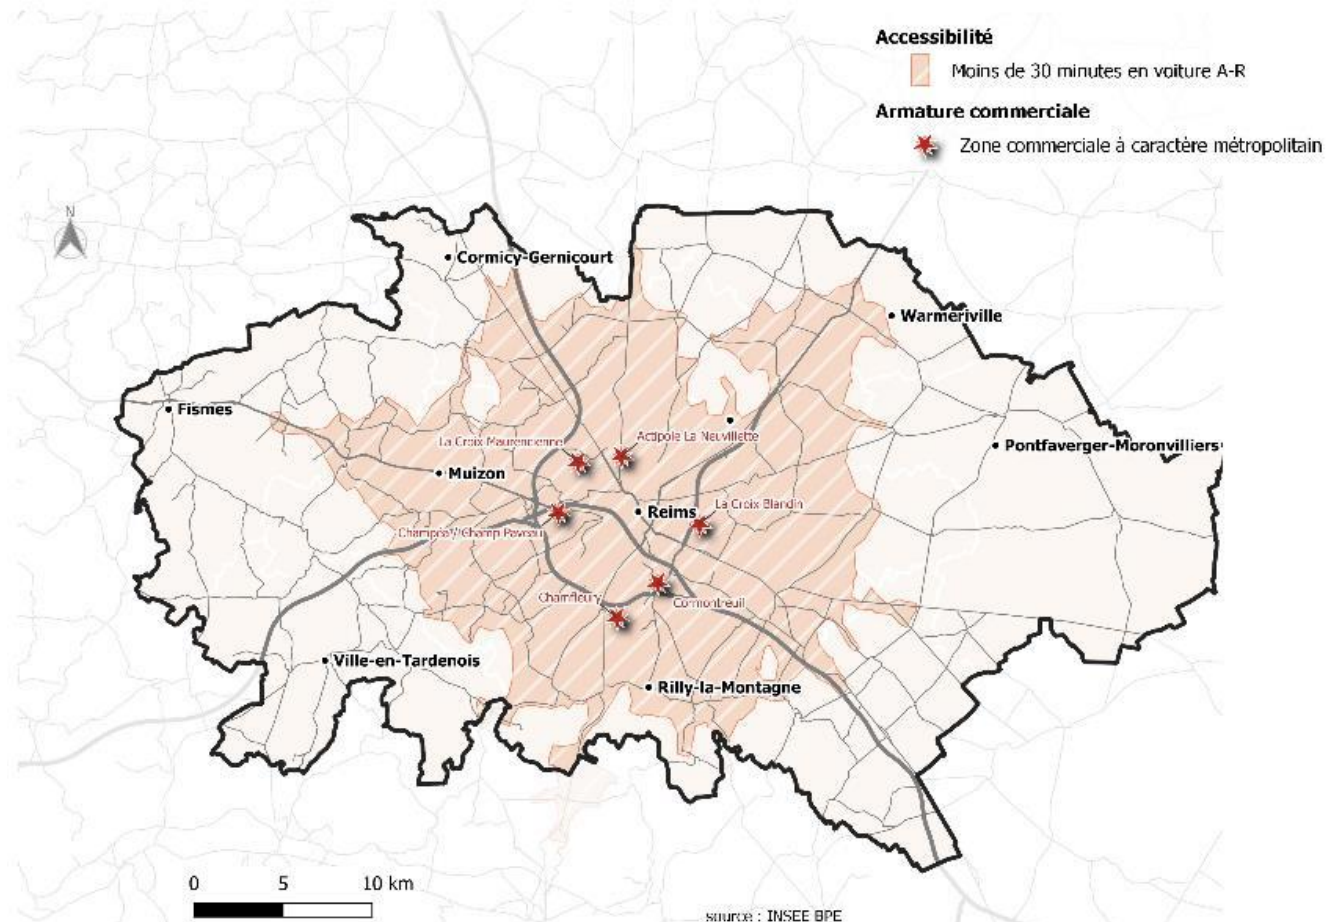 Accessibilité
Moins de 30 minutes en voiture A-R
Armature commerciale
Zone commerciale à caractère métropolitain
N
Cormicy-Gernicourt
Warmeriville
Fismes
La Croix Maurencienne
Actipole La Neuvillette
Pontfaverger-Moronvilliers
Muizon
La Croix Blandin
Reims
Champéa / Champ Paveau
Chamfleury
Cormontreuil
Ville-en-Tardenois
Rilly-la-Montagne
0 5 10 km
source : INSEE BPE